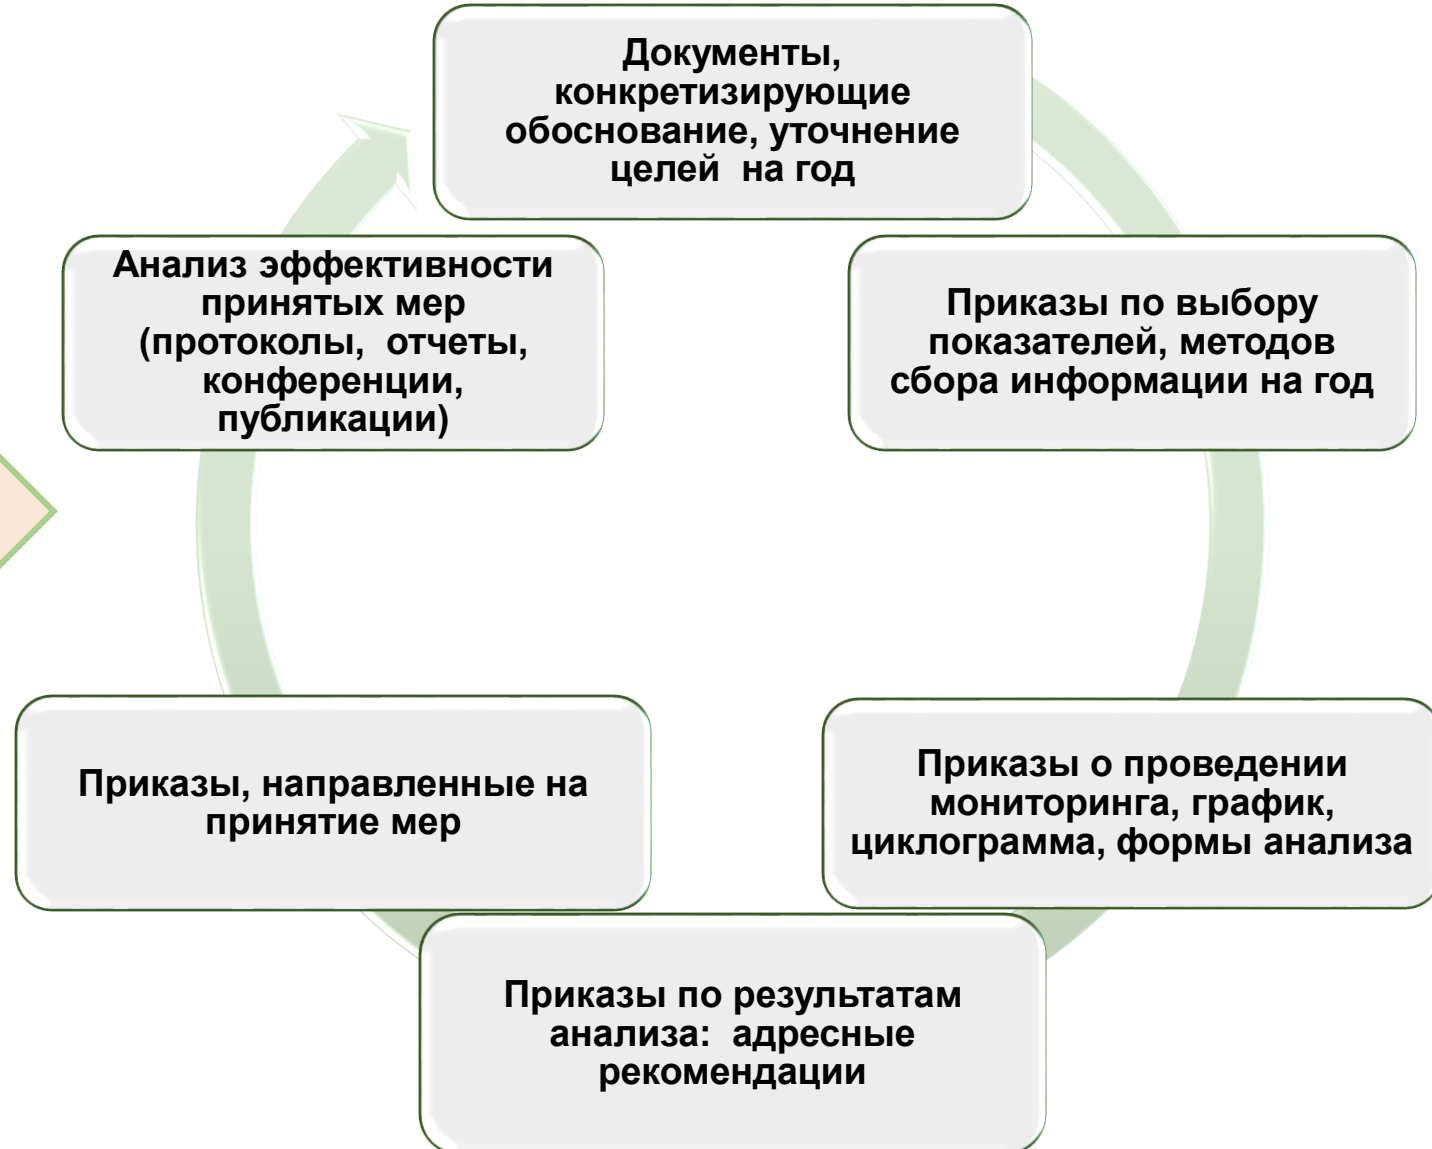 Документы,
конкретизирующие
обоснование, уточнение
целей на год
Приказы по выбору
показателей, методов
сбора информации на год
Приказы о проведении
мониторинга, график,
циклограмма, формы анализа
Приказы по результатам
анализа: адресные
рекомендации
Приказы, направленные на
принятие мер
Анализ эффективности
принятых мер
(протоколы, отчеты,
конференции,
публикации)